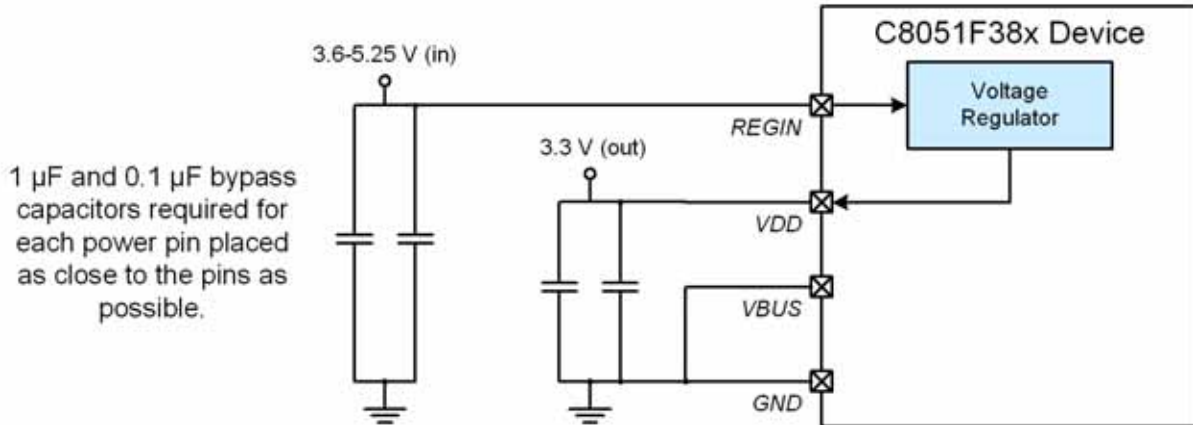 C8051F38x Device
3.6-5.25 V (in)
Voltage
Regulator
REGIN
3.3 V (out)
1 µF and 0.1 µF bypass
capacitors required for
each power pin placed
as close to the pins as
possible.
VDD
VBUS
GND